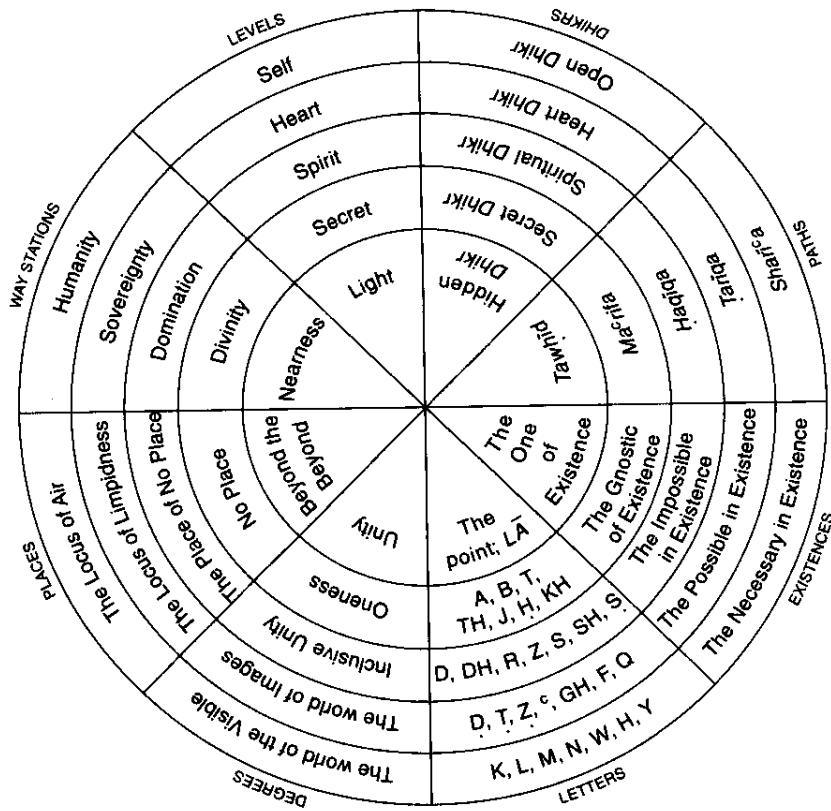 LEVELS
Self
Heart
Spirit
Secret
Light
DHIKRS
Open Dhikr
Heart Dhikr
Spiritual Dhikr
Secret Dhikr
Hidden
Dhikr
PATHS
Sharīᶜa
Ṭarīqa
Ḥaqīqa
Maᶜrifa
Tawḥīd
EXISTENCES
The Necessary in Existence
The Possible in Existence
The Impossible
in Existence
The Gnostic
of Existence
The
One
of
Existence
LETTERS
K, L, M, N, W, H, Y
Ḍ, Ṭ, Ẓ, ᶜ, GH, F, Q
D, DH, R, Z, S, SH, Ṣ
A, B, T,
TH, J, Ḥ, KH
The
point; LĀ
DEGREES
The world of the Visible
The world of Images
Inclusive Unity
Oneness
Unity
PLACES
The Locus of Air
The Locus of Limpidness
The Place of No Place
No Place
Beyond the
Beyond
WAY STATIONS
Humanity
Sovereignty
Domination
Divinity
Nearness